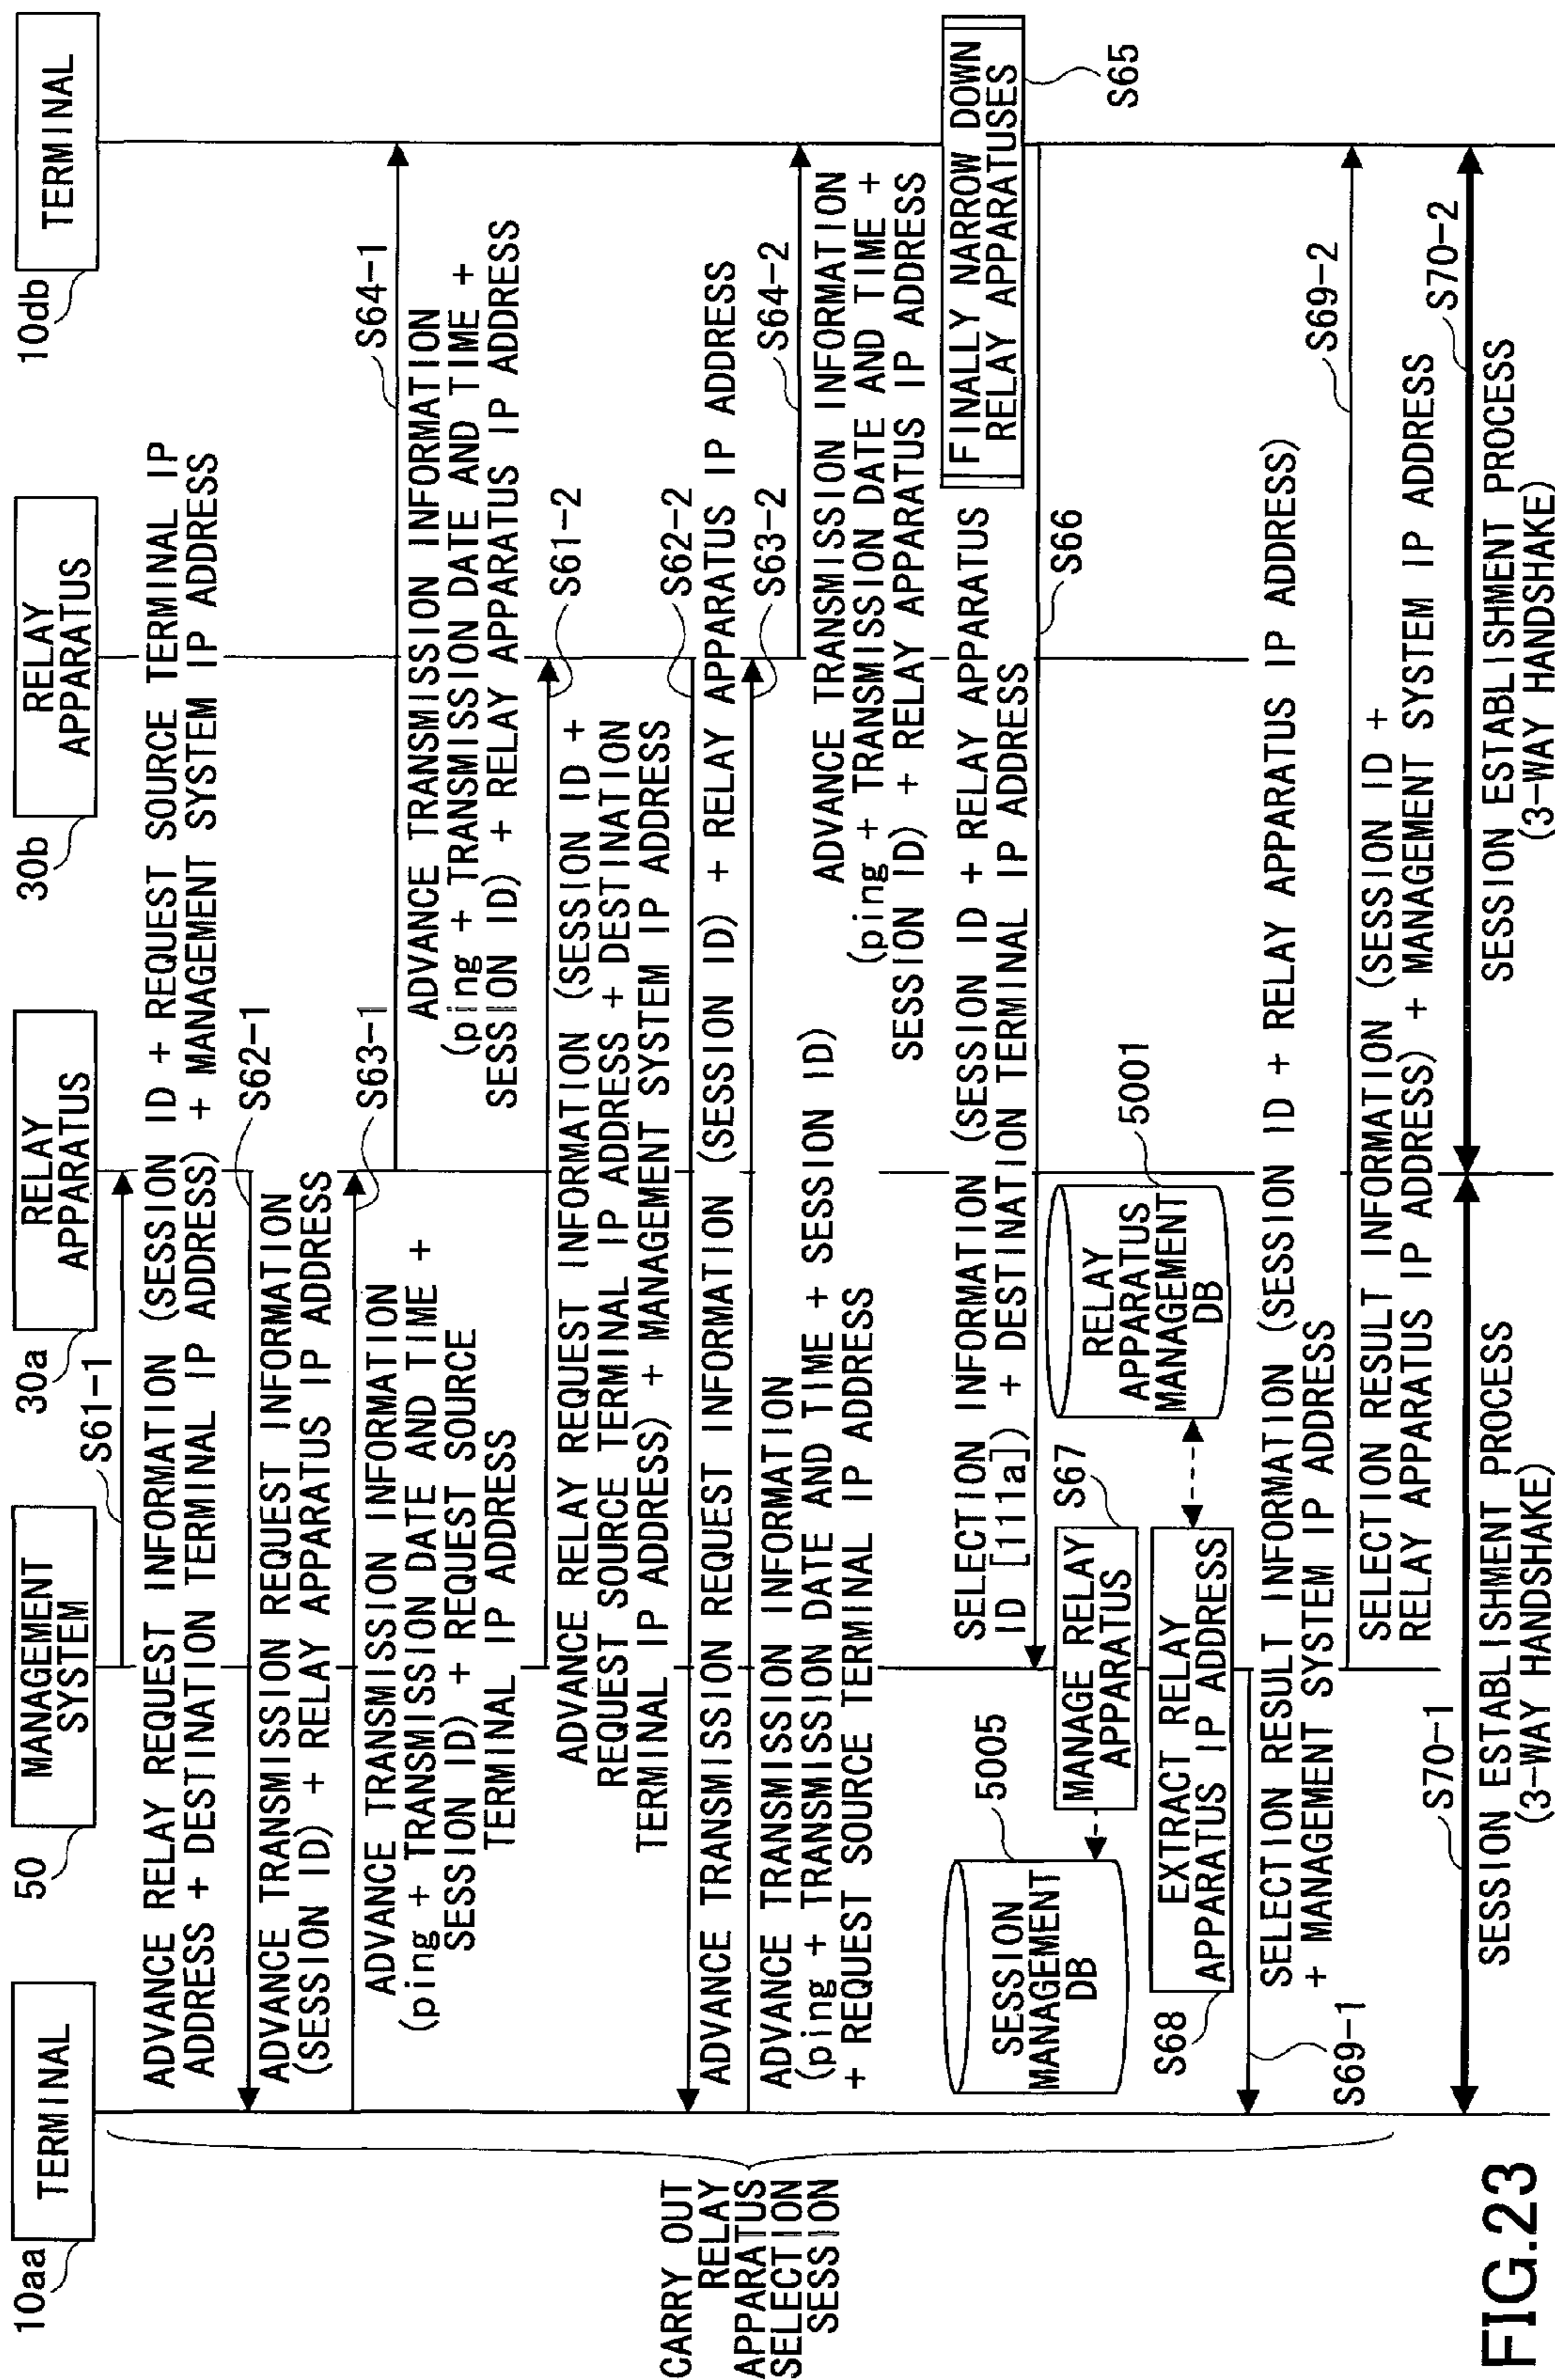 10aa
TERMINAL
50
MANAGEMENT
SYSTEM
30a
RELAY
APPARATUS
30b
RELAY
APPARATUS
10db
TERMINAL
CARRY OUT
RELAY
APPARATUS
SELECTION
SESSION
S61-1
ADVANCE RELAY REQUEST INFORMATION (SESSION ID + REQUEST SOURCE TERMINAL IP
ADDRESS + DESTINATION TERMINAL IP ADDRESS) + MANAGEMENT SYSTEM IP ADDRESS
S62-1
ADVANCE TRANSMISSION REQUEST INFORMATION
(SESSION ID) + RELAY APPARATUS IP ADDRESS
S63-1
ADVANCE TRANSMISSION INFORMATION
(ping + TRANSMISSION DATE AND TIME +
SESSION ID) + REQUEST SOURCE
TERMINAL IP ADDRESS
S64-1
ADVANCE TRANSMISSION INFORMATION
(ping + TRANSMISSION DATE AND TIME +
SESSION ID) + RELAY APPARATUS IP ADDRESS
S61-2
ADVANCE RELAY REQUEST INFORMATION (SESSION ID +
REQUEST SOURCE TERMINAL IP ADDRESS + DESTINATION
TERMINAL IP ADDRESS) + MANAGEMENT SYSTEM IP ADDRESS
S62-2
ADVANCE TRANSMISSION REQUEST INFORMATION (SESSION ID) + RELAY APPARATUS IP ADDRESS
S63-2
ADVANCE TRANSMISSION INFORMATION
(ping + TRANSMISSION DATE AND TIME + SESSION ID)
+ REQUEST SOURCE TERMINAL IP ADDRESS
S64-2
ADVANCE TRANSMISSION INFORMATION
(ping + TRANSMISSION DATE AND TIME +
SESSION ID) + RELAY APPARATUS IP ADDRESS
FINALLY NARROW DOWN
RELAY APPARATUSES
S65
SELECTION INFORMATION (SESSION ID + RELAY APPARATUS
ID [111a]) + DESTINATION TERMINAL IP ADDRESS
S66
5005
SESSION
MANAGEMENT
DB
S67
MANAGE RELAY
APPARATUS
5001
RELAY
APPARATUS
MANAGEMENT
DB
S68
EXTRACT RELAY
APPARATUS IP ADDRESS
S69-1
SELECTION RESULT INFORMATION (SESSION ID + RELAY APPARATUS IP ADDRESS)
+ MANAGEMENT SYSTEM IP ADDRESS
S69-2
SELECTION RESULT INFORMATION (SESSION ID +
RELAY APPARATUS IP ADDRESS) + MANAGEMENT SYSTEM IP ADDRESS
S70-1
SESSION ESTABLISHMENT PROCESS
(3-WAY HANDSHAKE)
S70-2
SESSION ESTABLISHMENT PROCESS
(3-WAY HANDSHAKE)
FIG.23